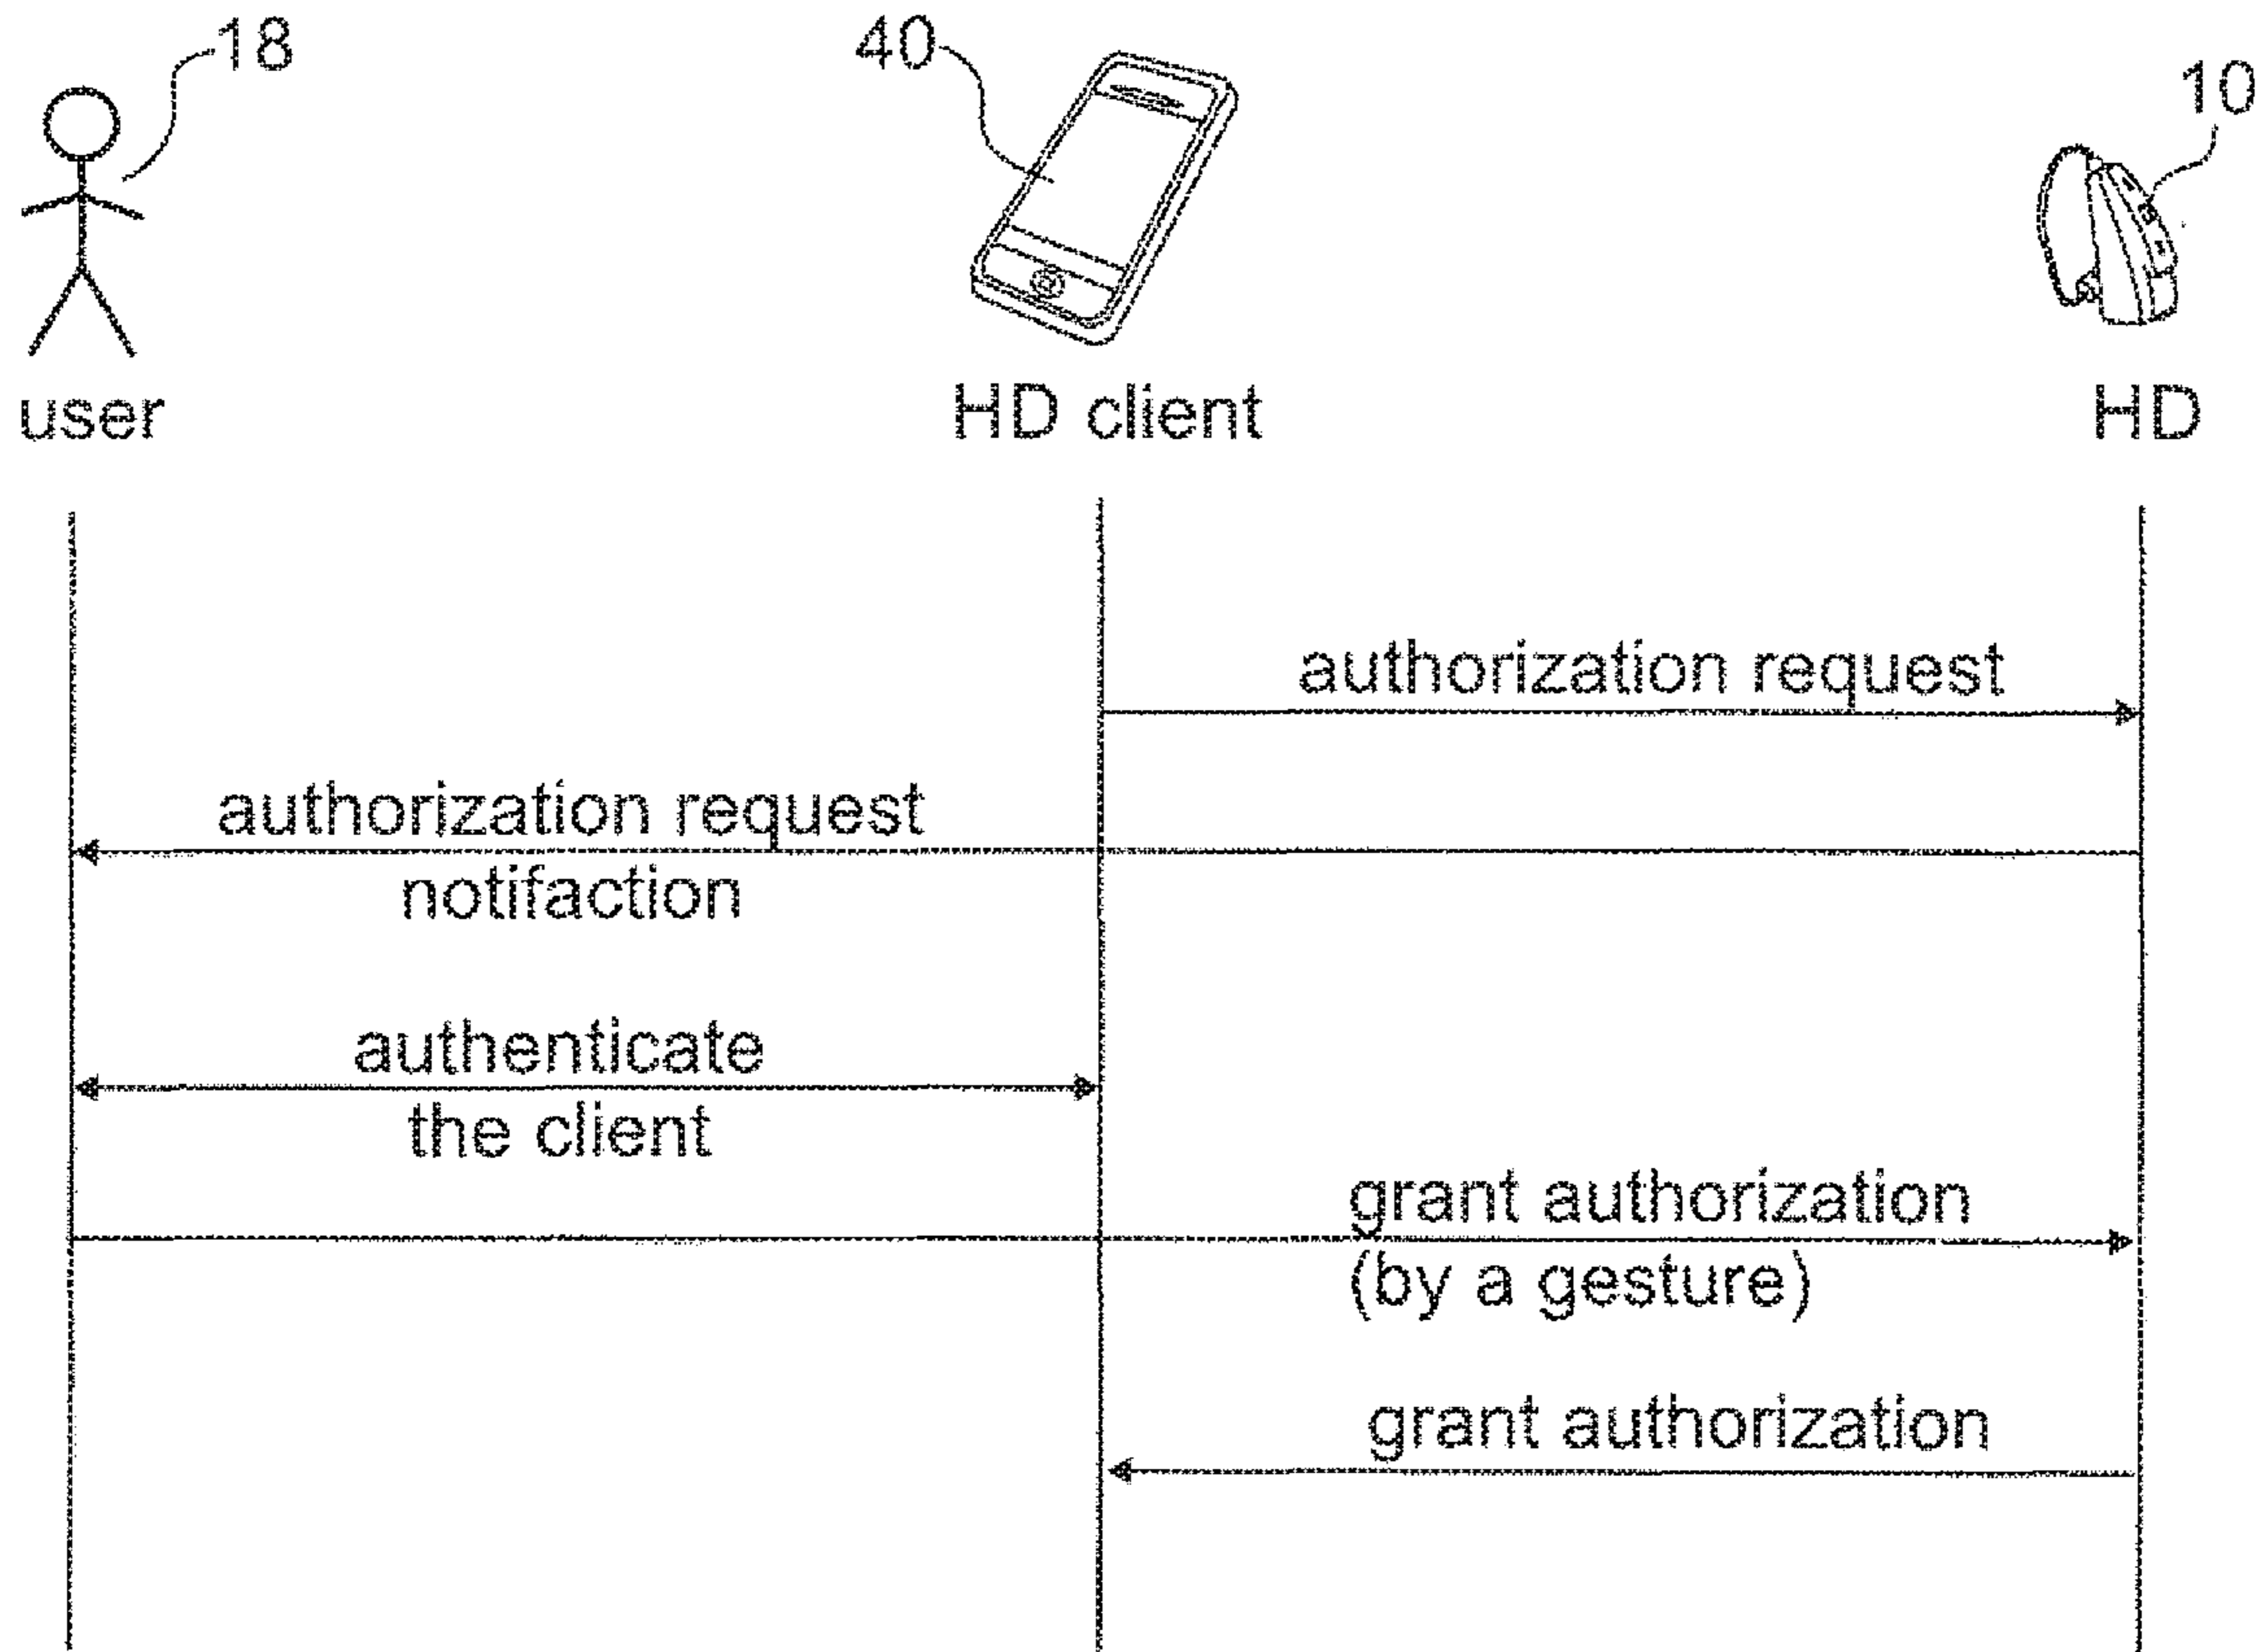 18
40
10
user
HD client
HD
authorization request
authorization request
notifaction
authenticate
the client
grant authorization
(by a gesture)
grant authorization